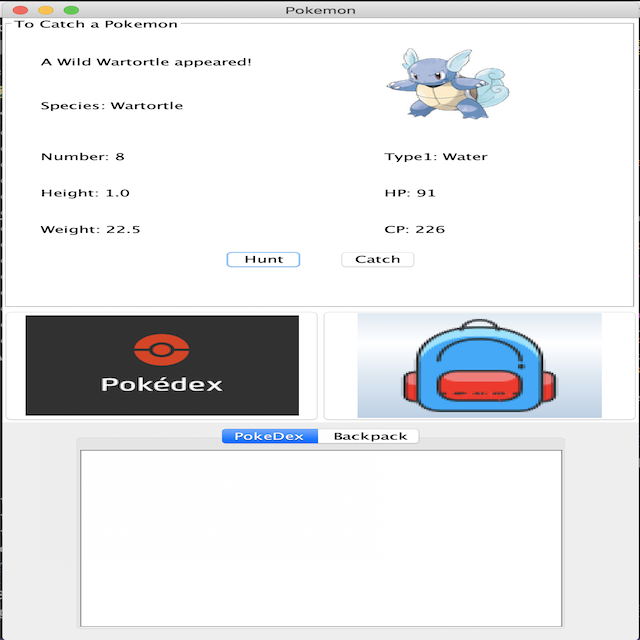 Pokemon
To Catch a Pokemon
A Wild Wartortle appeared!
Species: Wartortle
Number: 8
Type1: Water
Height: 1.0
HP: 91
Weight: 22.5
CP: 226
Hunt
Catch
Pokédex
PokeDex
Backpack